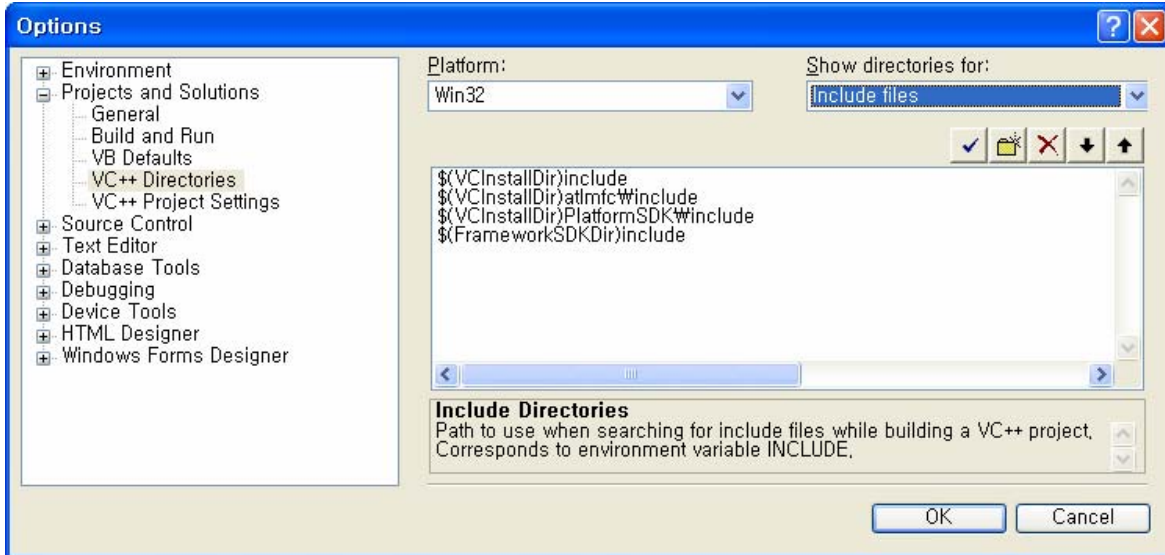 Options
Environment
Projects and Solutions
General
Build and Run
VB Defaults
VC++ Directories
VC++ Project Settings
Source Control
Text Editor
Database Tools
Debugging
Device Tools
HTML Designer
Windows Forms Designer
Platform:
Win32
Show directories for:
Include files
$(VCInstallDir)include
$(VCInstallDir)atlmfc₩include
$(VCInstallDir)PlatformSDK₩include
$(FrameworkSDKDir)include
Include Directories
Path to use when searching for include files while building a VC++ project,
Corresponds to environment variable INCLUDE,
OK
Cancel